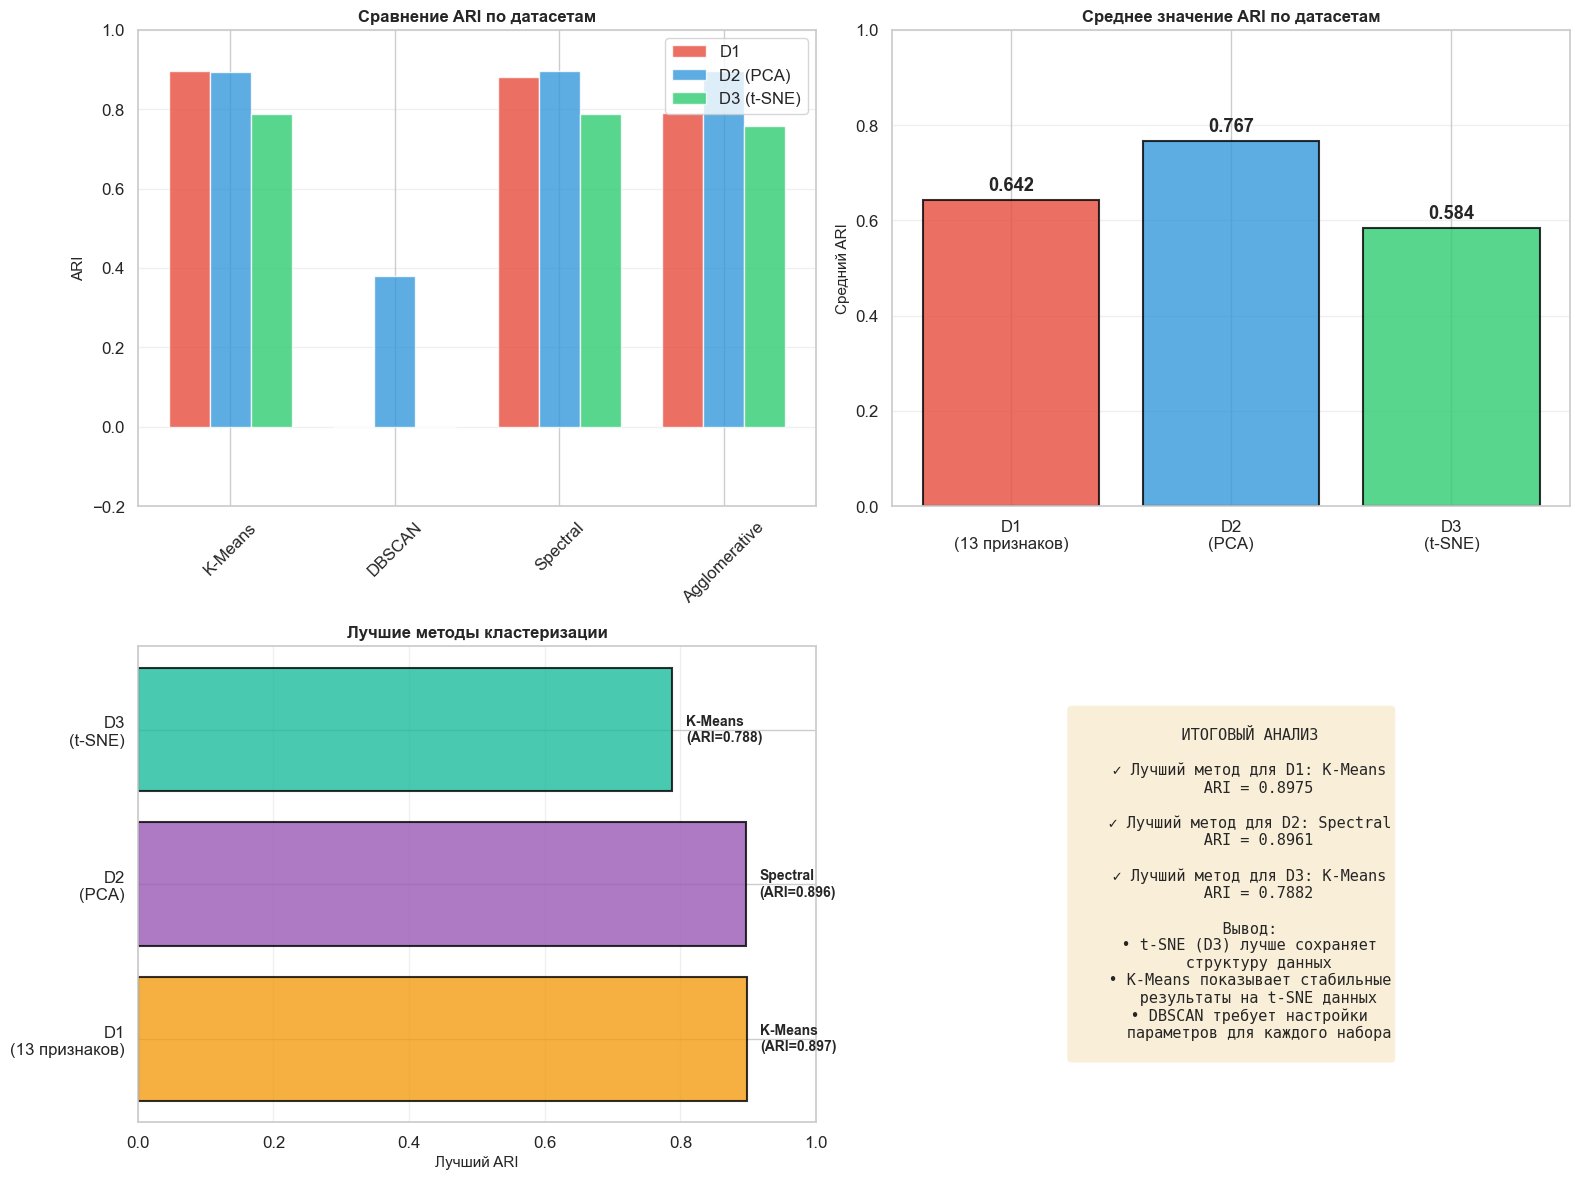 Сравнение ARI по датасетам
1.0
0.8
0.6
0.4
0.2
0.0
−0.2
ARI
D1
D2 (PCA)
D3 (t-SNE)
K-Means
DBSCAN
Spectral
Agglomerative
Среднее значение ARI по датасетам
1.0
0.8
0.6
0.4
0.2
0.0
Средний ARI
0.642
0.767
0.584
D1
(13 признаков)
D2
(PCA)
D3
(t-SNE)
Лучшие методы кластеризации
D3
(t-SNE)
K-Means
(ARI=0.788)
D2
(PCA)
Spectral
(ARI=0.896)
D1
(13 признаков)
K-Means
(ARI=0.897)
0.0
0.2
0.4
0.6
0.8
1.0
Лучший ARI
ИТОГОВЫЙ АНАЛИЗ
✓ Лучший метод для D1: K-Means
ARI = 0.8975
✓ Лучший метод для D2: Spectral
ARI = 0.8961
✓ Лучший метод для D3: K-Means
ARI = 0.7882
Вывод:
• t-SNE (D3) лучше сохраняет
структуру данных
• K-Means показывает стабильные
результаты на t-SNE данных
• DBSCAN требует настройки
параметров для каждого набора